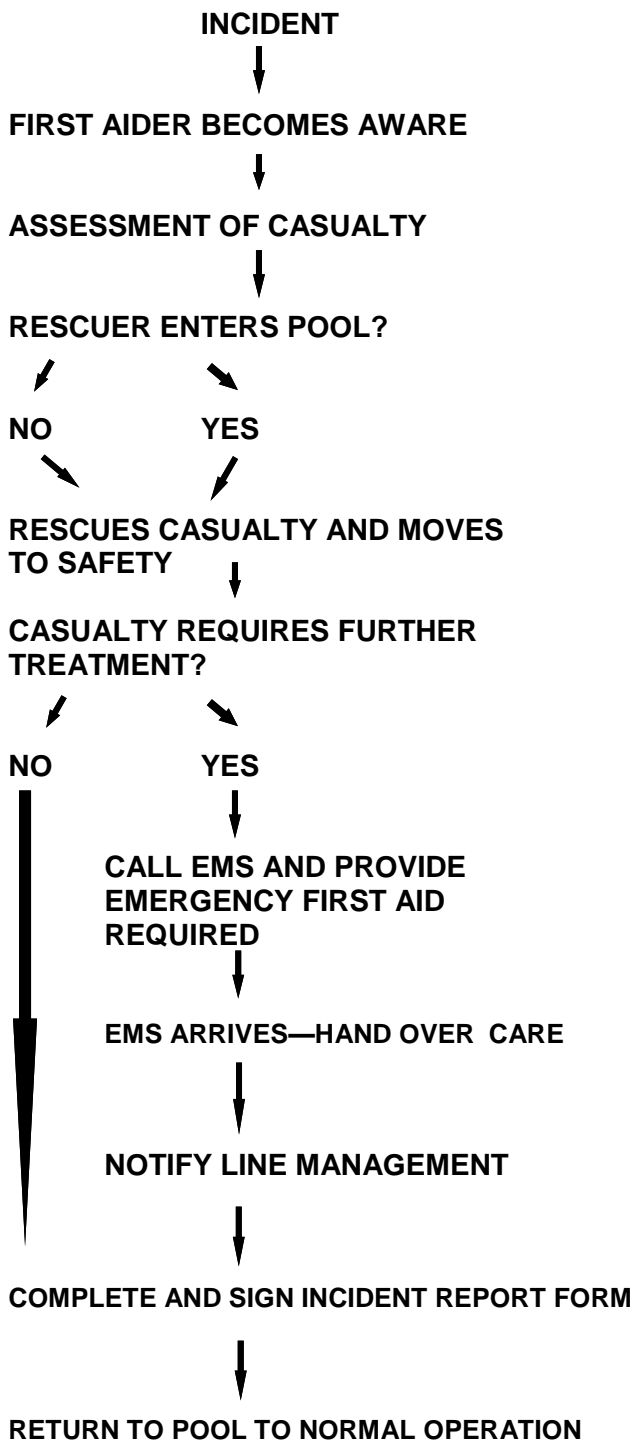 INCIDENT
FIRST AIDER BECOMES AWARE
ASSESSMENT OF CASUALTY
RESCUER ENTERS POOL?
NO YES
RESCUES CASUALTY AND MOVES
TO SAFETY
CASUALTY REQUIRES FURTHER
TREATMENT?
NO YES
CALL EMS AND PROVIDE
EMERGENCY FIRST AID
REQUIRED
EMS ARRIVES—HAND OVER CARE
NOTIFY LINE MANAGEMENT
COMPLETE AND SIGN INCIDENT REPORT FORM
RETURN TO POOL TO NORMAL OPERATION